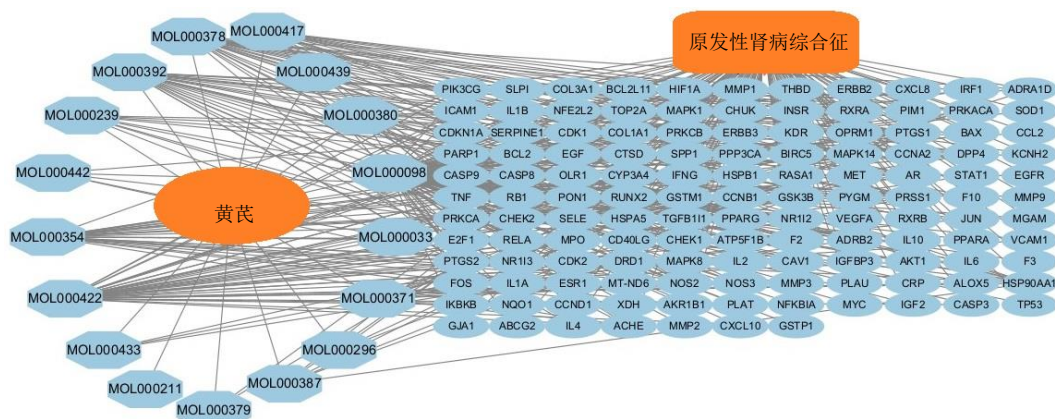 MOL000417
MOL000378
MOL000392
MOL000439
MOL000239
MOL000380
MOL000442
MOL000098
黄芪
MOL000354
MOL000033
MOL000422
MOL000371
MOL000433
MOL000296
MOL000211
MOL000387
MOL000379
原发性肾病综合征
PIK3CG SLPI COL3A1 BCL2L11 HIF1A MMP1 THBD ERBB2 CXCL8 IRF1 ADRA1D
ICAM1 IL1B NFE2L2 TOP2A MAPK1 CHUK INSR RXRA PIM1 PRKACA SOD1
CDKN1A SERPINE1 CDK1 COL1A1 PRKCB ERBB3 KDR OPRM1 PTGS1 BAX CCL2
PARP1 BCL2 EGF CTSD SPP1 PPP3CA BIRC5 MAPK14 CCNA2 DPP4 KCNH2
CASP9 CASP8 OLR1 CYP3A4 IFNG HSPB1 RASA1 MET AR STAT1 EGFR
TNF RB1 PON1 RUNX2 GSTM1 CCNB1 GSK3B PYGM PRSS1 F10 MMP9
PRKCA CHEK2 SELE HSPA5 TGFB1I1 PPARG NR1I2 VEGFA RXRB JUN MGAM
E2F1 RELA MPO CD40LG CHEK1 ATP5F1B F2 ADRB2 IL10 PPARA VCAM1
PTGS2 NR1I3 CDK2 DRD1 MAPK8 IL2 CAV1 IGFBP3 AKT1 IL6 F3
FOS IL1A ESR1 MT-ND6 NOS2 NOS3 MMP3 PLAU CRP ALOX5 HSP90AA1
IKBKB NQO1 CCND1 XDH AKR1B1 PLAT NFKBIA MYC IGF2 CASP3 TP53
GJA1 ABCG2 IL4 ACHE MMP2 CXCL10 GSTP1